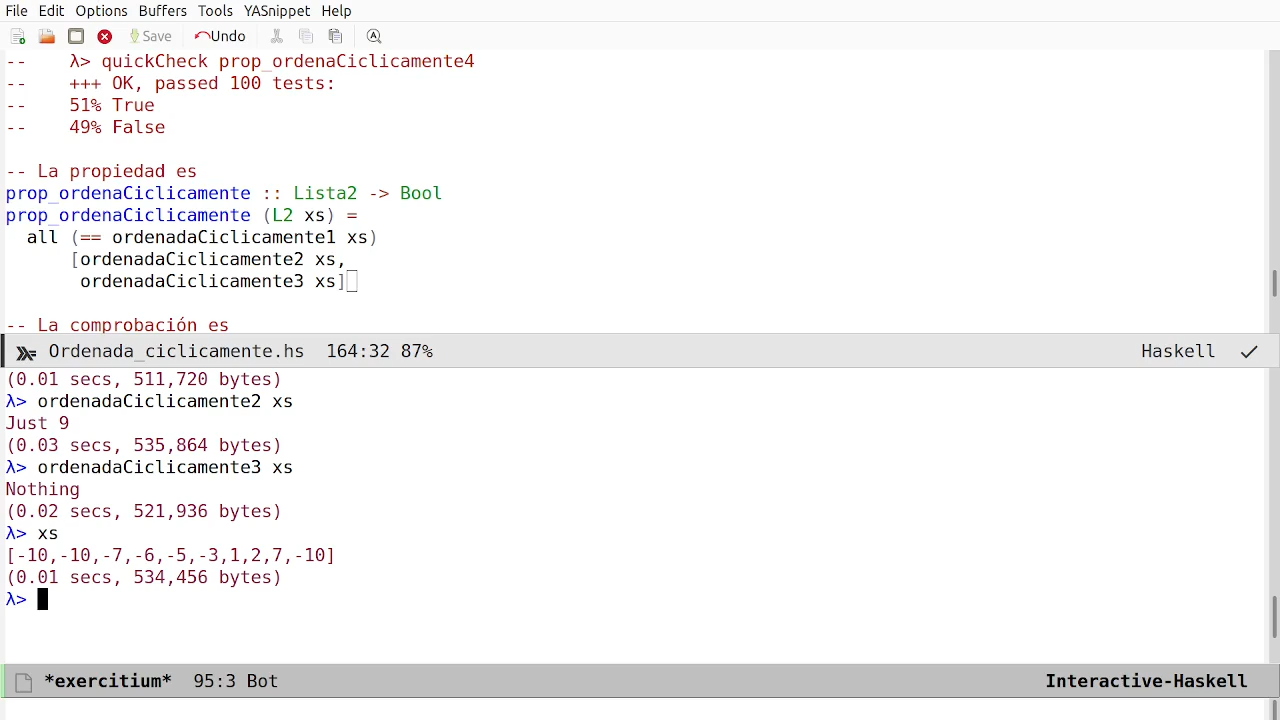 File Edit Options Buffers Tools YASnippet Help
Save Undo
--    λ> quickCheck prop_ordenaCiclicamente4
--    +++ OK, passed 100 tests:
--    51% True
--    49% False
-- La propiedad es
prop_ordenaCiclicamente :: Lista2 -> Bool
prop_ordenaCiclicamente (L2 xs) =
  all (== ordenadaCiclicamente1 xs)
      [ordenadaCiclicamente2 xs,
       ordenadaCiclicamente3 xs]
-- La comprobación es
Ordenada_ciclicamente.hs  164:32 87%  Haskell
(0.01 secs, 511,720 bytes)
λ> ordenadaCiclicamente2 xs
Just 9
(0.03 secs, 535,864 bytes)
λ> ordenadaCiclicamente3 xs
Nothing
(0.02 secs, 521,936 bytes)
λ> xs
[-10,-10,-7,-6,-5,-3,1,2,7,-10]
(0.01 secs, 534,456 bytes)
λ>
*exercitium*  95:3 Bot  Interactive-Haskell